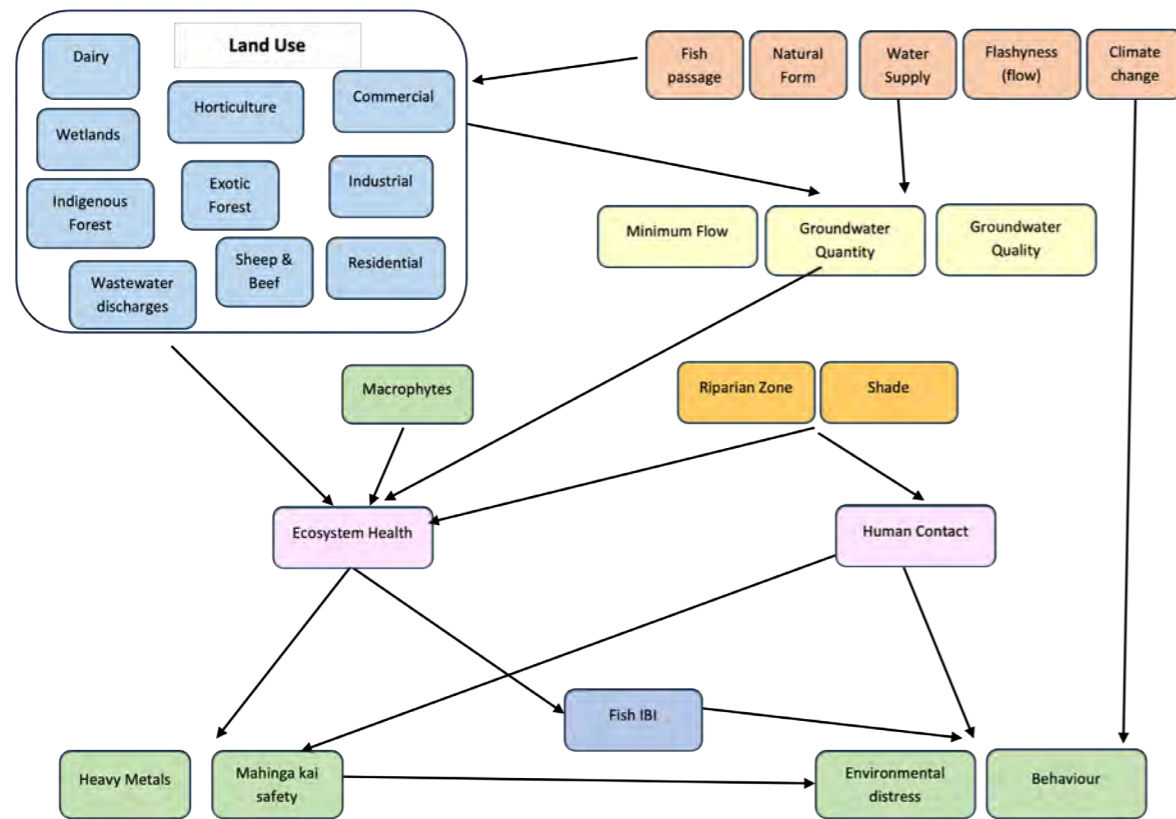 Land Use
Dairy
Horticulture
Commercial
Wetlands
Exotic
Forest
Industrial
Indigenous
Forest
Sheep &
Beef
Residential
Wastewater
discharges
Fish
passage
Natural
Form
Water
Supply
Flashyness
(flow)
Climate
change
Minimum Flow
Groundwater
Quantity
Groundwater
Quality
Macrophytes
Riparian Zone
Shade
Ecosystem Health
Human Contact
Fish IBI
Heavy Metals
Mahinga kai
safety
Environmental
distress
Behaviour